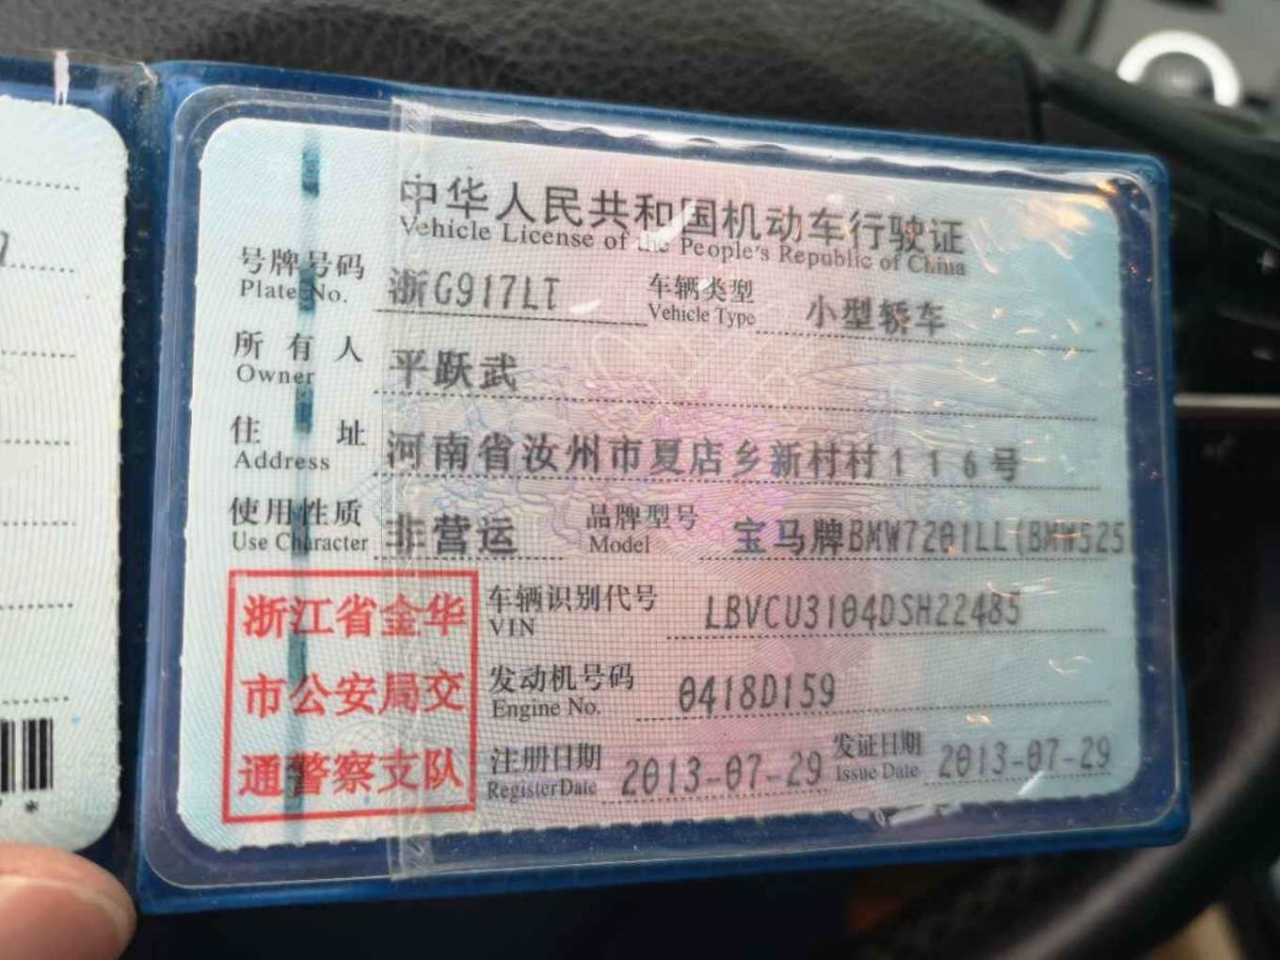 中华人民共和国机动车行驶证
Vehicle License of the People's Republic of China
号牌号码 浙G917LT 车辆类型 小型轿车
Plate No. Vehicle Type
所有人 平跃武
Owner
住址 河南省汝州市夏店乡新村村116号
Address
使用性质 非营运 品牌型号 宝马牌BMW7201LL(BMW525
Use Character Model
浙江省金华
市公安局交
通警察支队
车辆识别代号 LBVCU3104DSH22485
VIN
发动机号码 0418D159
Engine No.
注册日期 2013-07-29 发证日期 2013-07-29
Register Date Issue Date